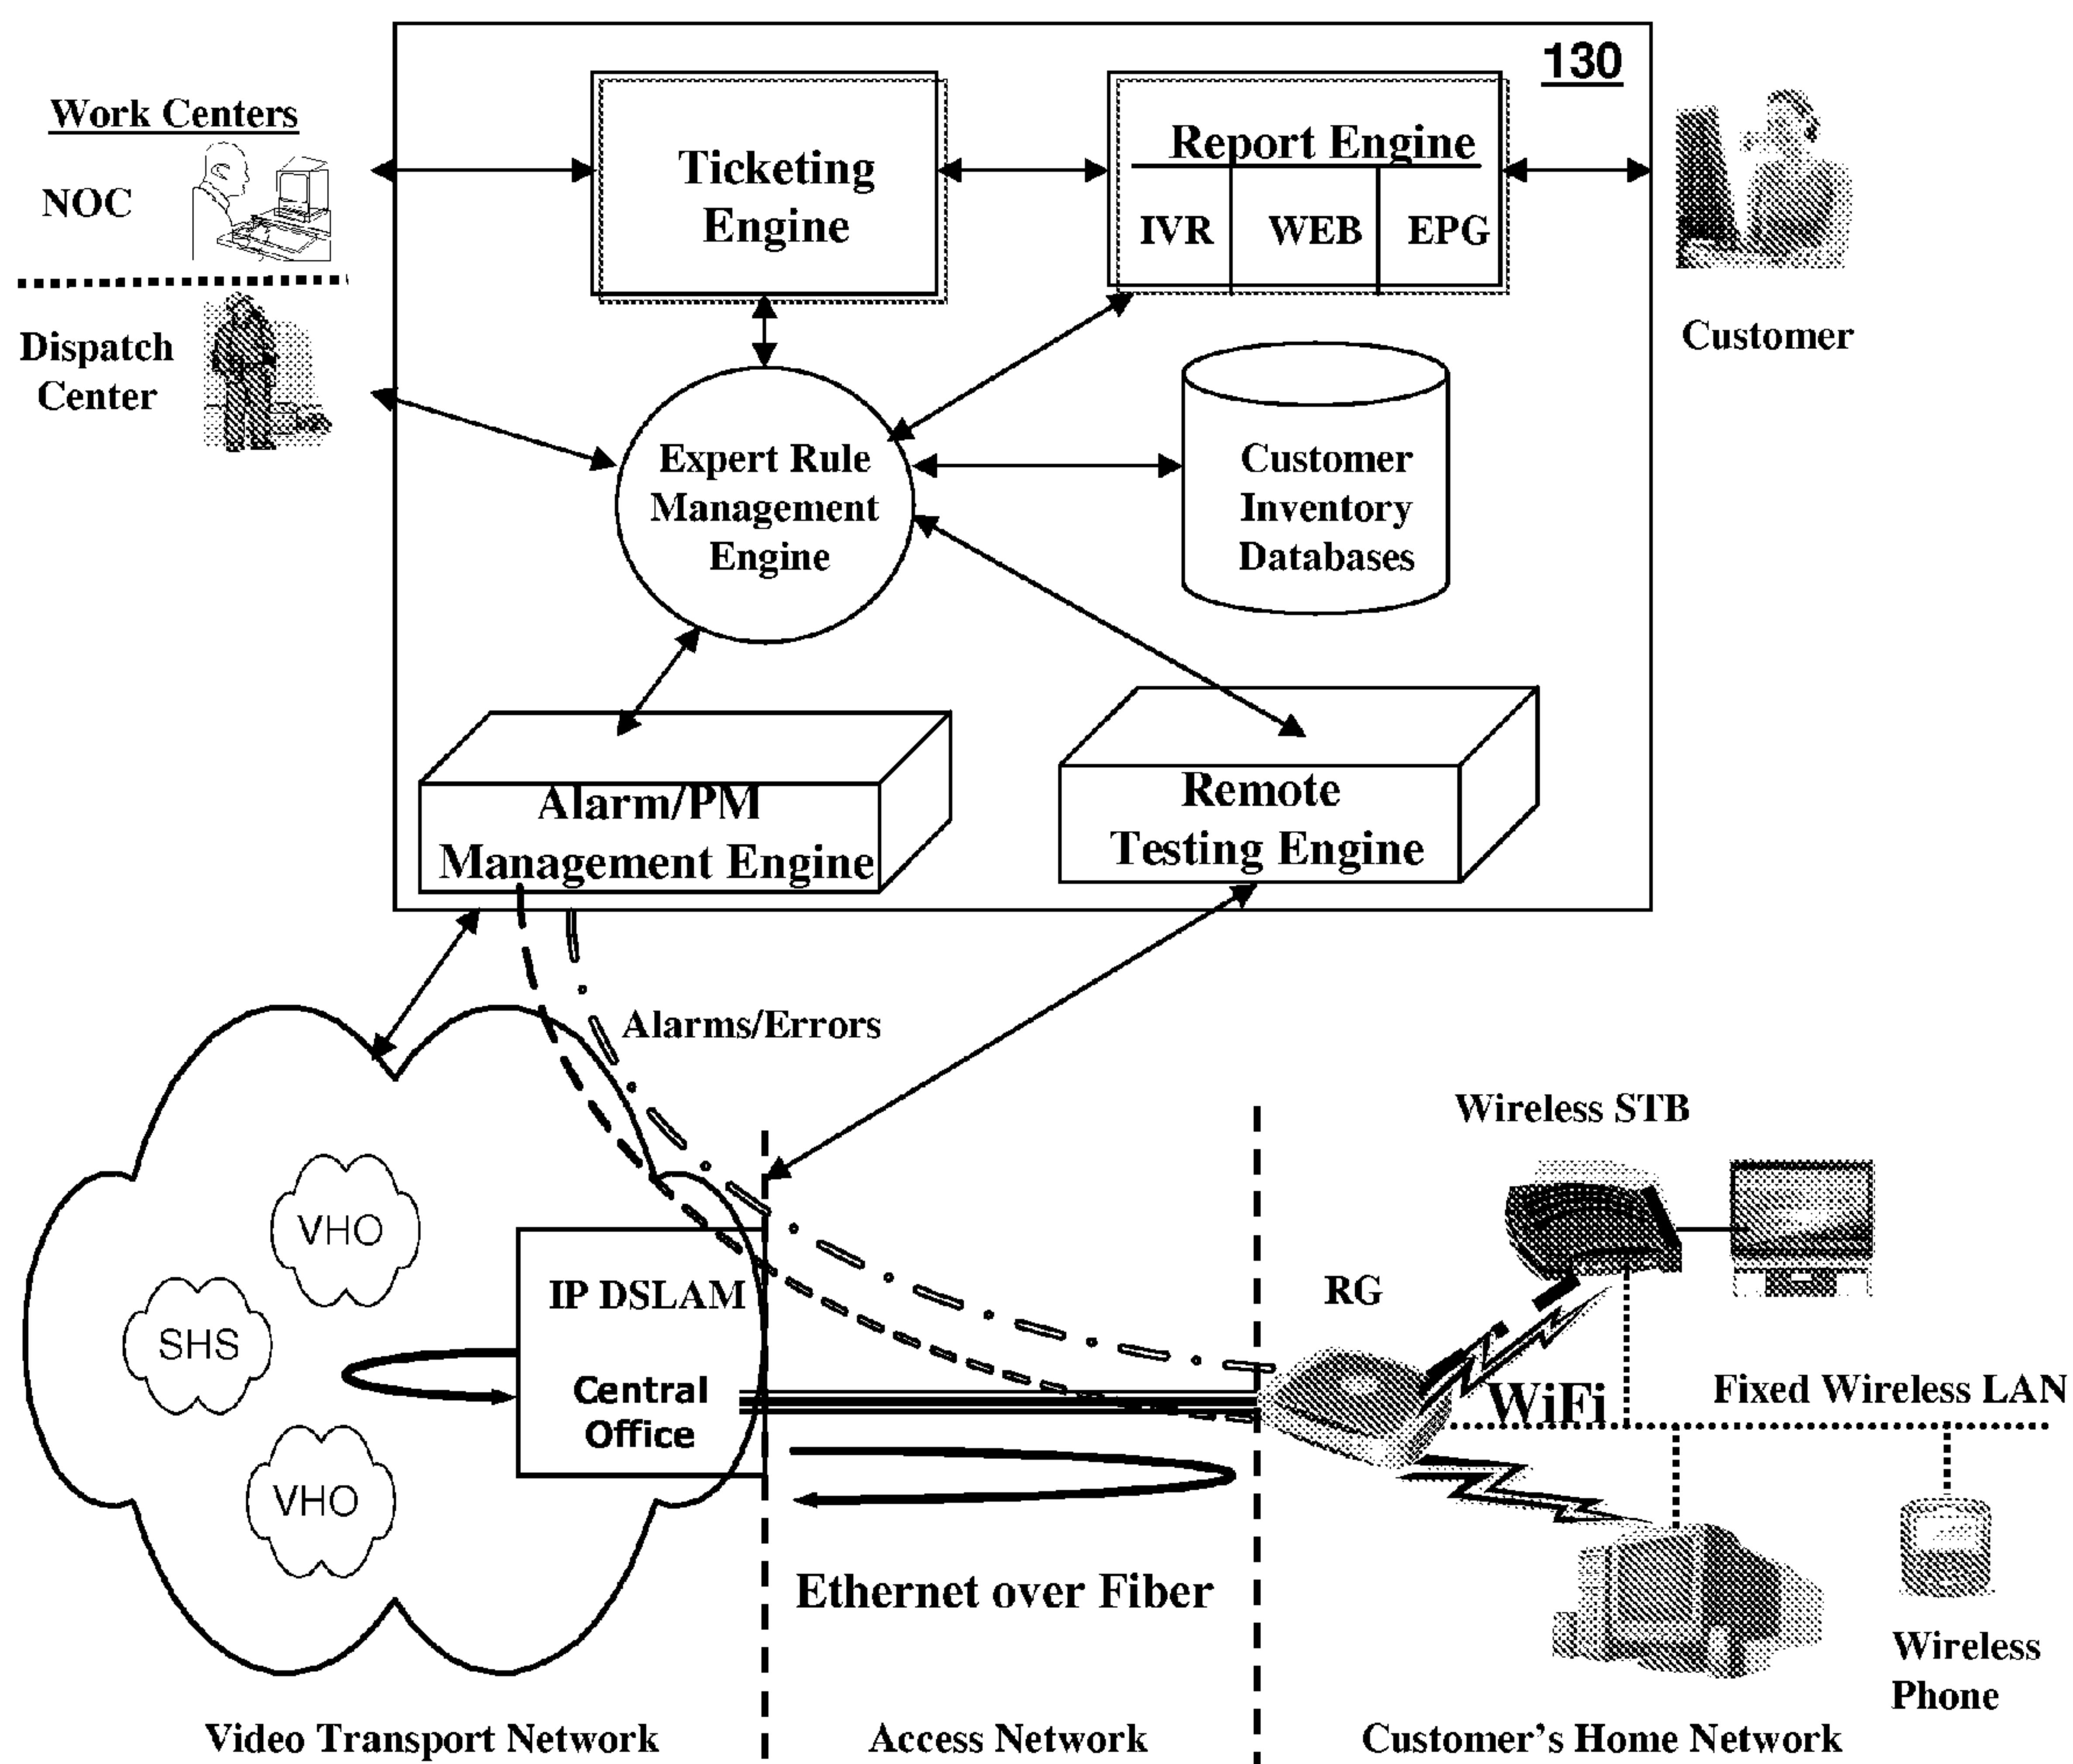 130
Work Centers
NOC
Dispatch
Center
Ticketing
Engine
Report Engine
IVR
WEB
EPG
Customer
Expert Rule
Management
Engine
Customer
Inventory
Databases
Alarm/PM
Management Engine
Remote
Testing Engine
Alarms/Errors
VHO
SHS
VHO
IP DSLAM
Central
Office
Ethernet over Fiber
Wireless STB
RG
WiFi
Fixed Wireless LAN
Wireless
Phone
Video Transport Network
Access Network
Customer's Home Network